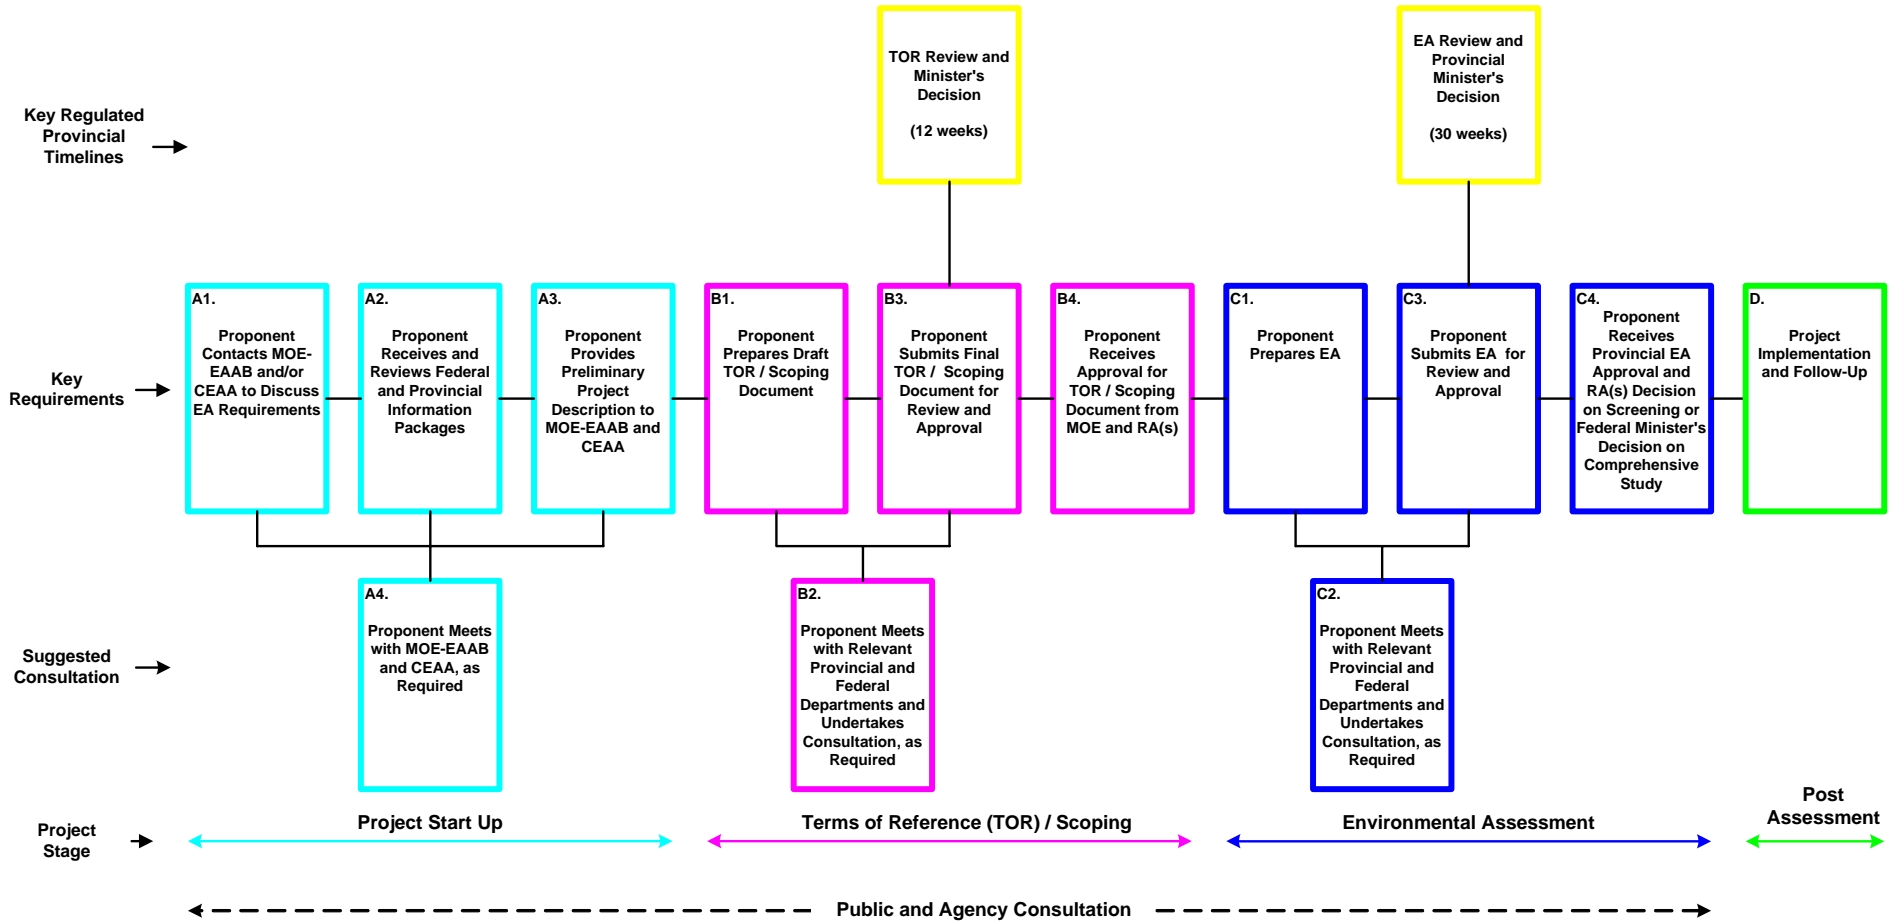 TOR Review and
Minister's
Decision
(12 weeks)
EA Review and
Provincial
Minister's
Decision
(30 weeks)
Key Regulated
Provincial
Timelines
Key
Requirements
A1.
Proponent
Contacts MOE-
EAAB and/or
CEAA to Discuss
EA Requirements
A2.
Proponent
Receives and
Reviews Federal
and Provincial
Information
Packages
A3.
Proponent
Provides
Preliminary
Project
Description to
MOE-EAAB and
CEAA
B1.
Proponent
Prepares Draft
TOR / Scoping
Document
B3.
Proponent
Submits Final
TOR / Scoping
Document for
Review and
Approval
B4.
Proponent
Receives
Approval for
TOR / Scoping
Document from
MOE and RA(s)
C1.
Proponent
Prepares EA
C3.
Proponent
Submits EA for
Review and
Approval
C4.
Proponent
Receives
Provincial EA
Approval and
RA(s) Decision
on Screening or
Federal Minister's
Decision on
Comprehensive
Study
D.
Project
Implementation
and Follow-Up
Suggested
Consultation
A4.
Proponent Meets
with MOE-EAAB
and CEAA, as
Required
B2.
Proponent Meets
with Relevant
Provincial and
Federal
Departments and
Undertakes
Consultation, as
Required
C2.
Proponent Meets
with Relevant
Provincial and
Federal
Departments and
Undertakes
Consultation, as
Required
Project
Stage
Project Start Up
Terms of Reference (TOR) / Scoping
Environmental Assessment
Post
Assessment
Public and Agency Consultation